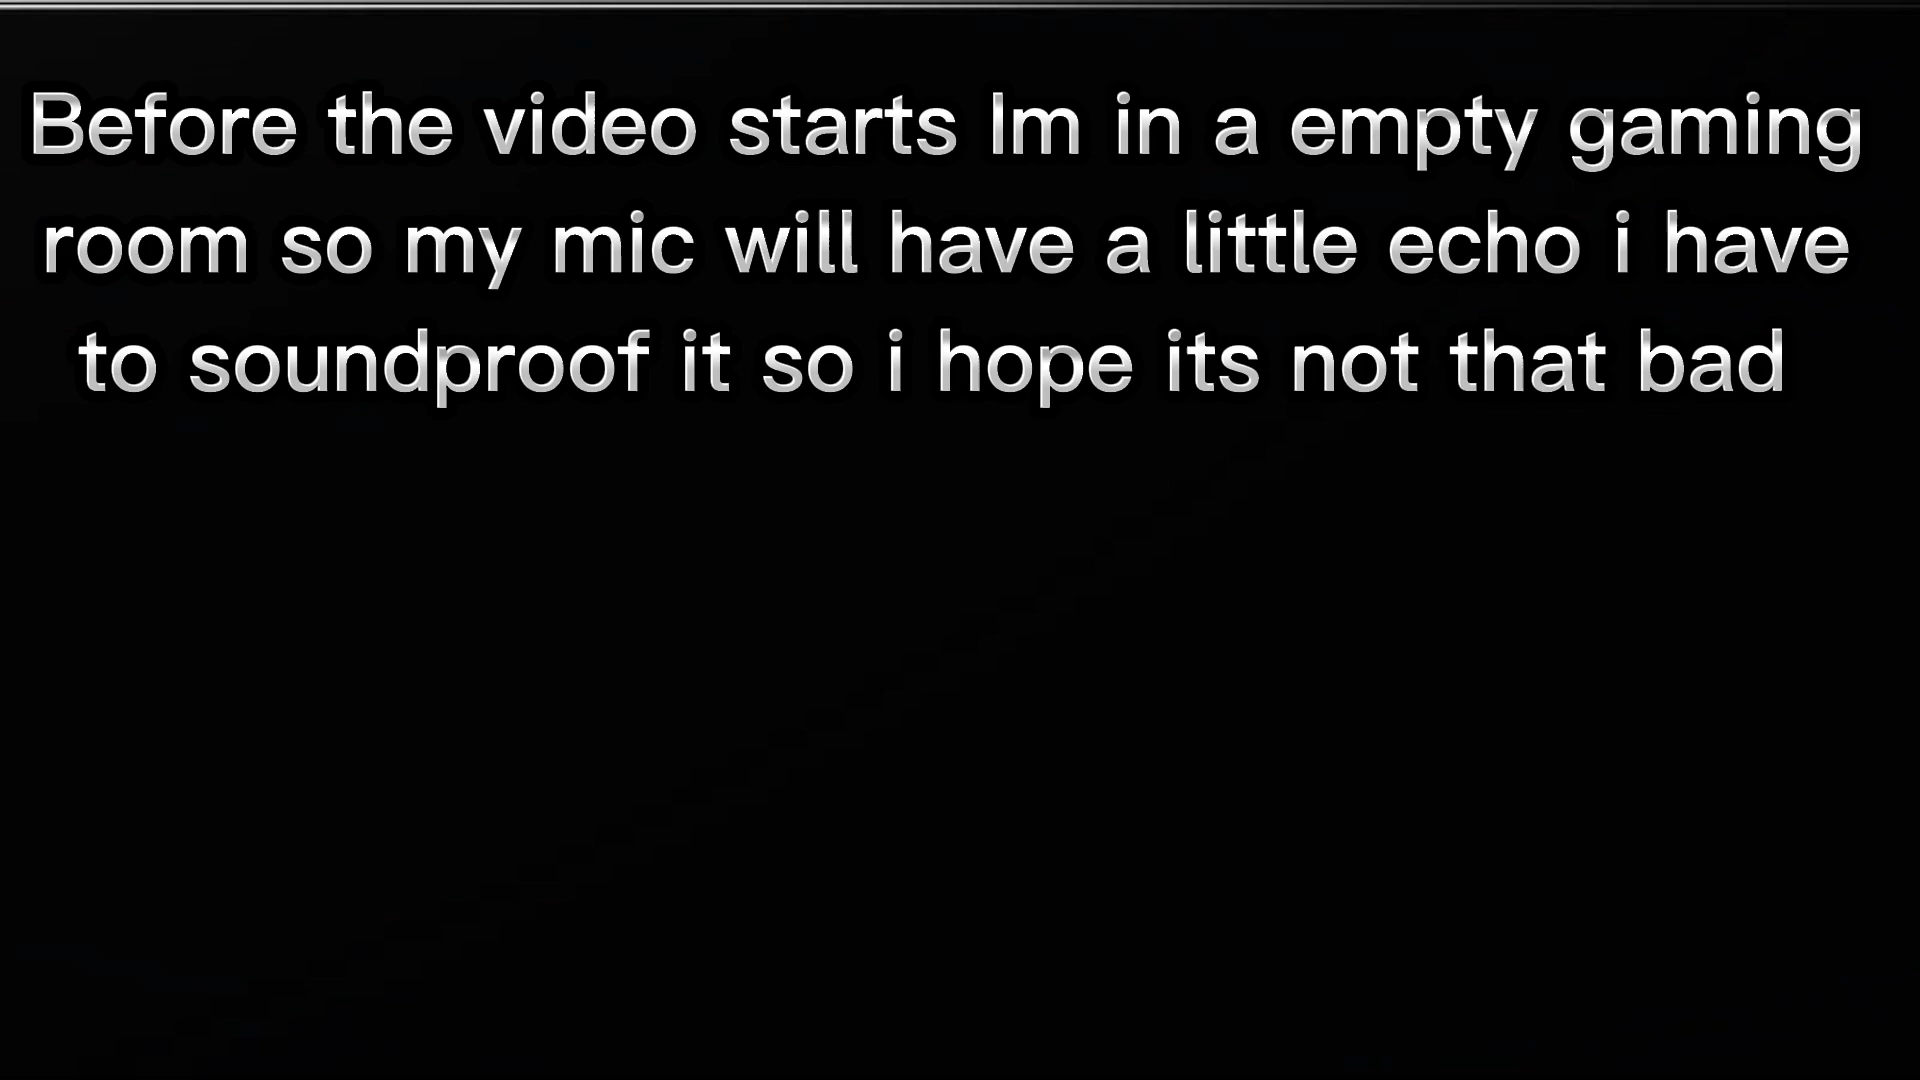 Before the video starts Im in a empty gaming
room so my mic will have a little echo i have
to soundproof it so i hope its not that bad